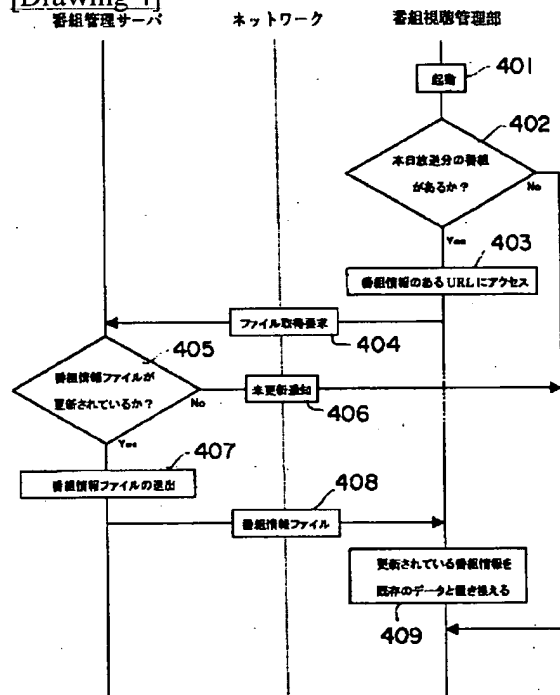 [Drawing 4]
番組管理サーバ
ネットワーク
番組視聴管理部
起動
401
402
本日放送分の番組
があるか?
No
Yes
403
番組情報のあるURLにアクセス
ファイル取得要求
404
405
番組情報ファイルが
更新されているか?
No
未更新通知
406
Yes
407
番組情報ファイルの送出
408
番組情報ファイル
更新されている番組情報を
既存のデータと置き換える
409